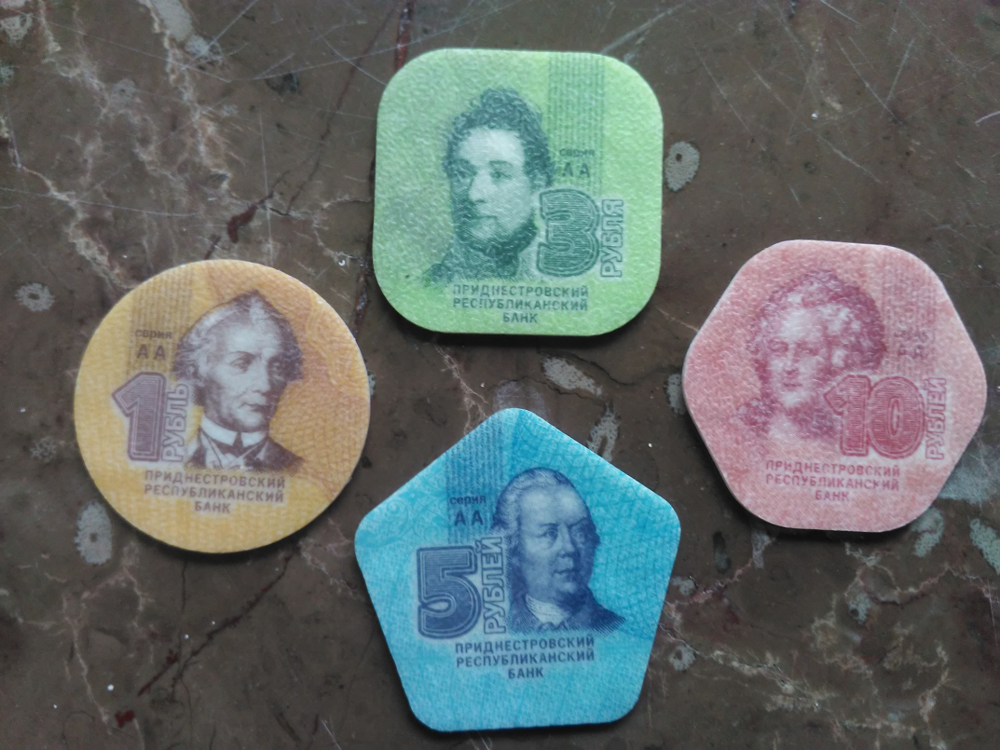 серия
АА
3
РУБЛЯ
ПРИДНЕСТРОВСКИЙ
РЕСПУБЛИКАНСКИЙ
БАНК
серия
АА
1
РУБЛЬ
ПРИДНЕСТРОВСКИЙ
РЕСПУБЛИКАНСКИЙ
БАНК
10
РУБЛЕЙ
ПРИДНЕСТРОВСКИЙ
РЕСПУБЛИКАНСКИЙ
БАНК
серия
АА
5
РУБЛЕЙ
ПРИДНЕСТРОВСКИЙ
РЕСПУБЛИКАНСКИЙ
БАНК